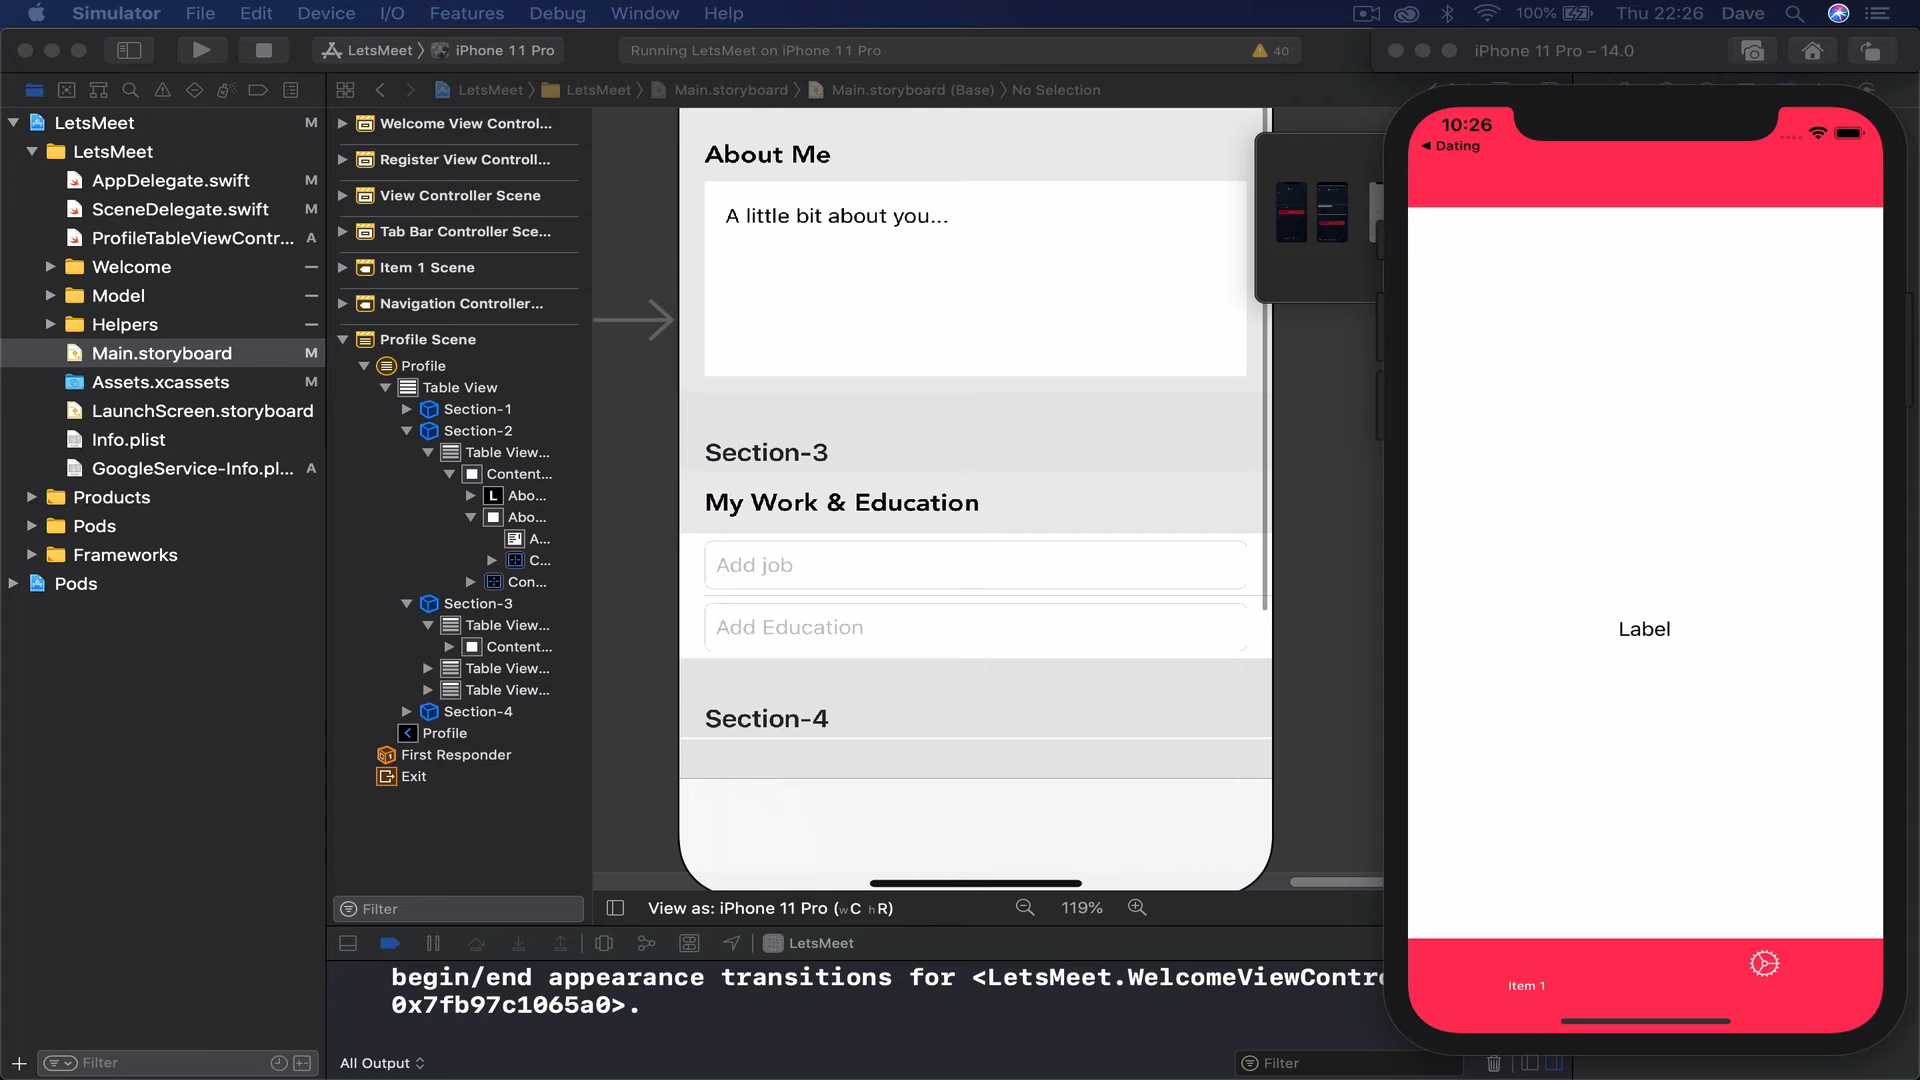 Simulator File Edit Device I/O Features Debug Window Help 100% Thu 22:26 Dave
LetsMeet iPhone 11 Pro Running LetsMeet on iPhone 11 Pro 40
iPhone 11 Pro – 14.0
LetsMeet LetsMeet Main.storyboard Main.storyboard (Base) No Selection
LetsMeet M
LetsMeet
AppDelegate.swift M
SceneDelegate.swift M
ProfileTableViewContr... A
Welcome
Model
Helpers
Main.storyboard M
Assets.xcassets M
LaunchScreen.storyboard
Info.plist
GoogleService-Info.pl... A
Products
Pods
Frameworks
Pods
Filter
Welcome View Control...
Register View Controll...
View Controller Scene
Tab Bar Controller Sce...
Item 1 Scene
Navigation Controller...
Profile Scene
Profile
Table View
Section-1
Section-2
Table View...
Content...
L Abo...
Abo...
A...
C...
Con...
Section-3
Table View...
Content...
Table View...
Table View...
Section-4
Profile
First Responder
Exit
Filter
About Me
A little bit about you...
Section-3
My Work & Education
Add job
Add Education
Section-4
View as: iPhone 11 Pro (wC hR) 119%
LetsMeet
begin/end appearance transitions for <LetsMeet.WelcomeViewContr
0x7fb97c1065a0>.
All Output
Filter
10:26
Dating
Label
Item 1